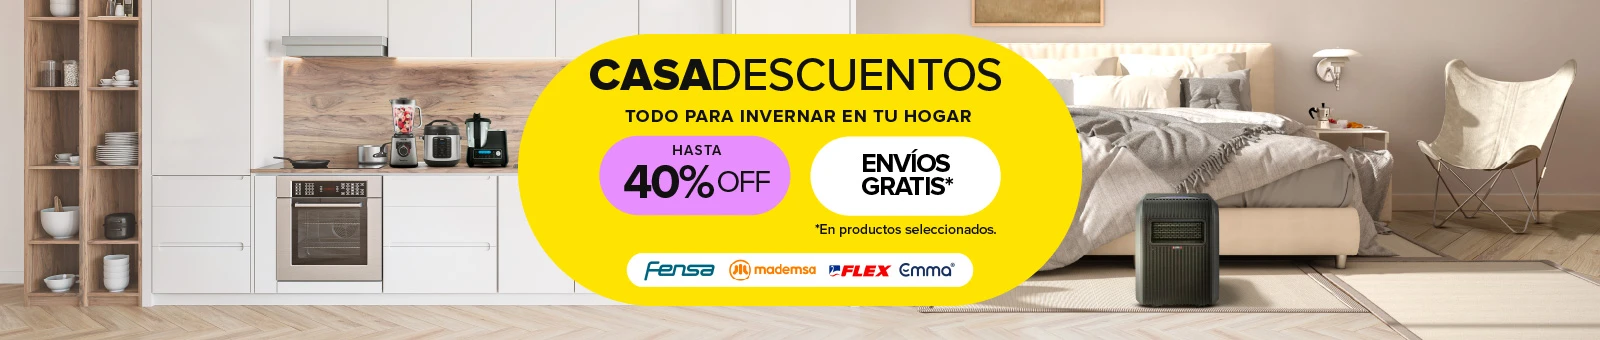 CASADESCUENTOS
TODO PARA INVERNAR EN TU HOGAR
HASTA
40% OFF
ENVÍOS
GRATIS*
*En productos seleccionados.
Fensa mademsa FLEX Emma®